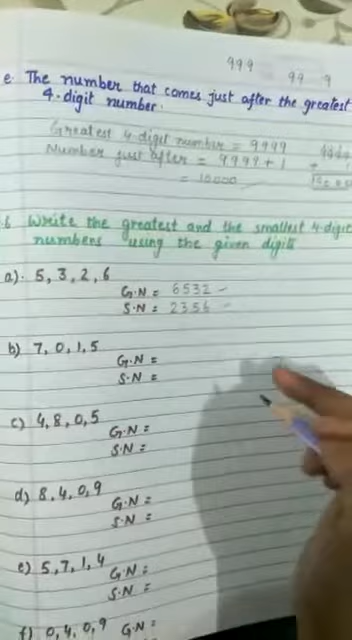 999 99 9
e. The number that comes just after the greatest
4-digit number.
Greatest 4 digit number = 9999
Number just after = 9999 + 1
= 10000
6 Write the greatest and the smallest 4-digit
numbers using the given digits
a). 5, 3, 2, 6
G.N = 6532
S.N = 2356
b) 7, 0, 1, 5
G.N =
S.N =
c) 4, 8, 0, 5
G.N =
S.N =
d) 8, 4, 0, 9
G.N =
S.N =
e) 5, 7, 1, 4
G.N =
S.N =
f) 0, 4, 0, 9 G.N =